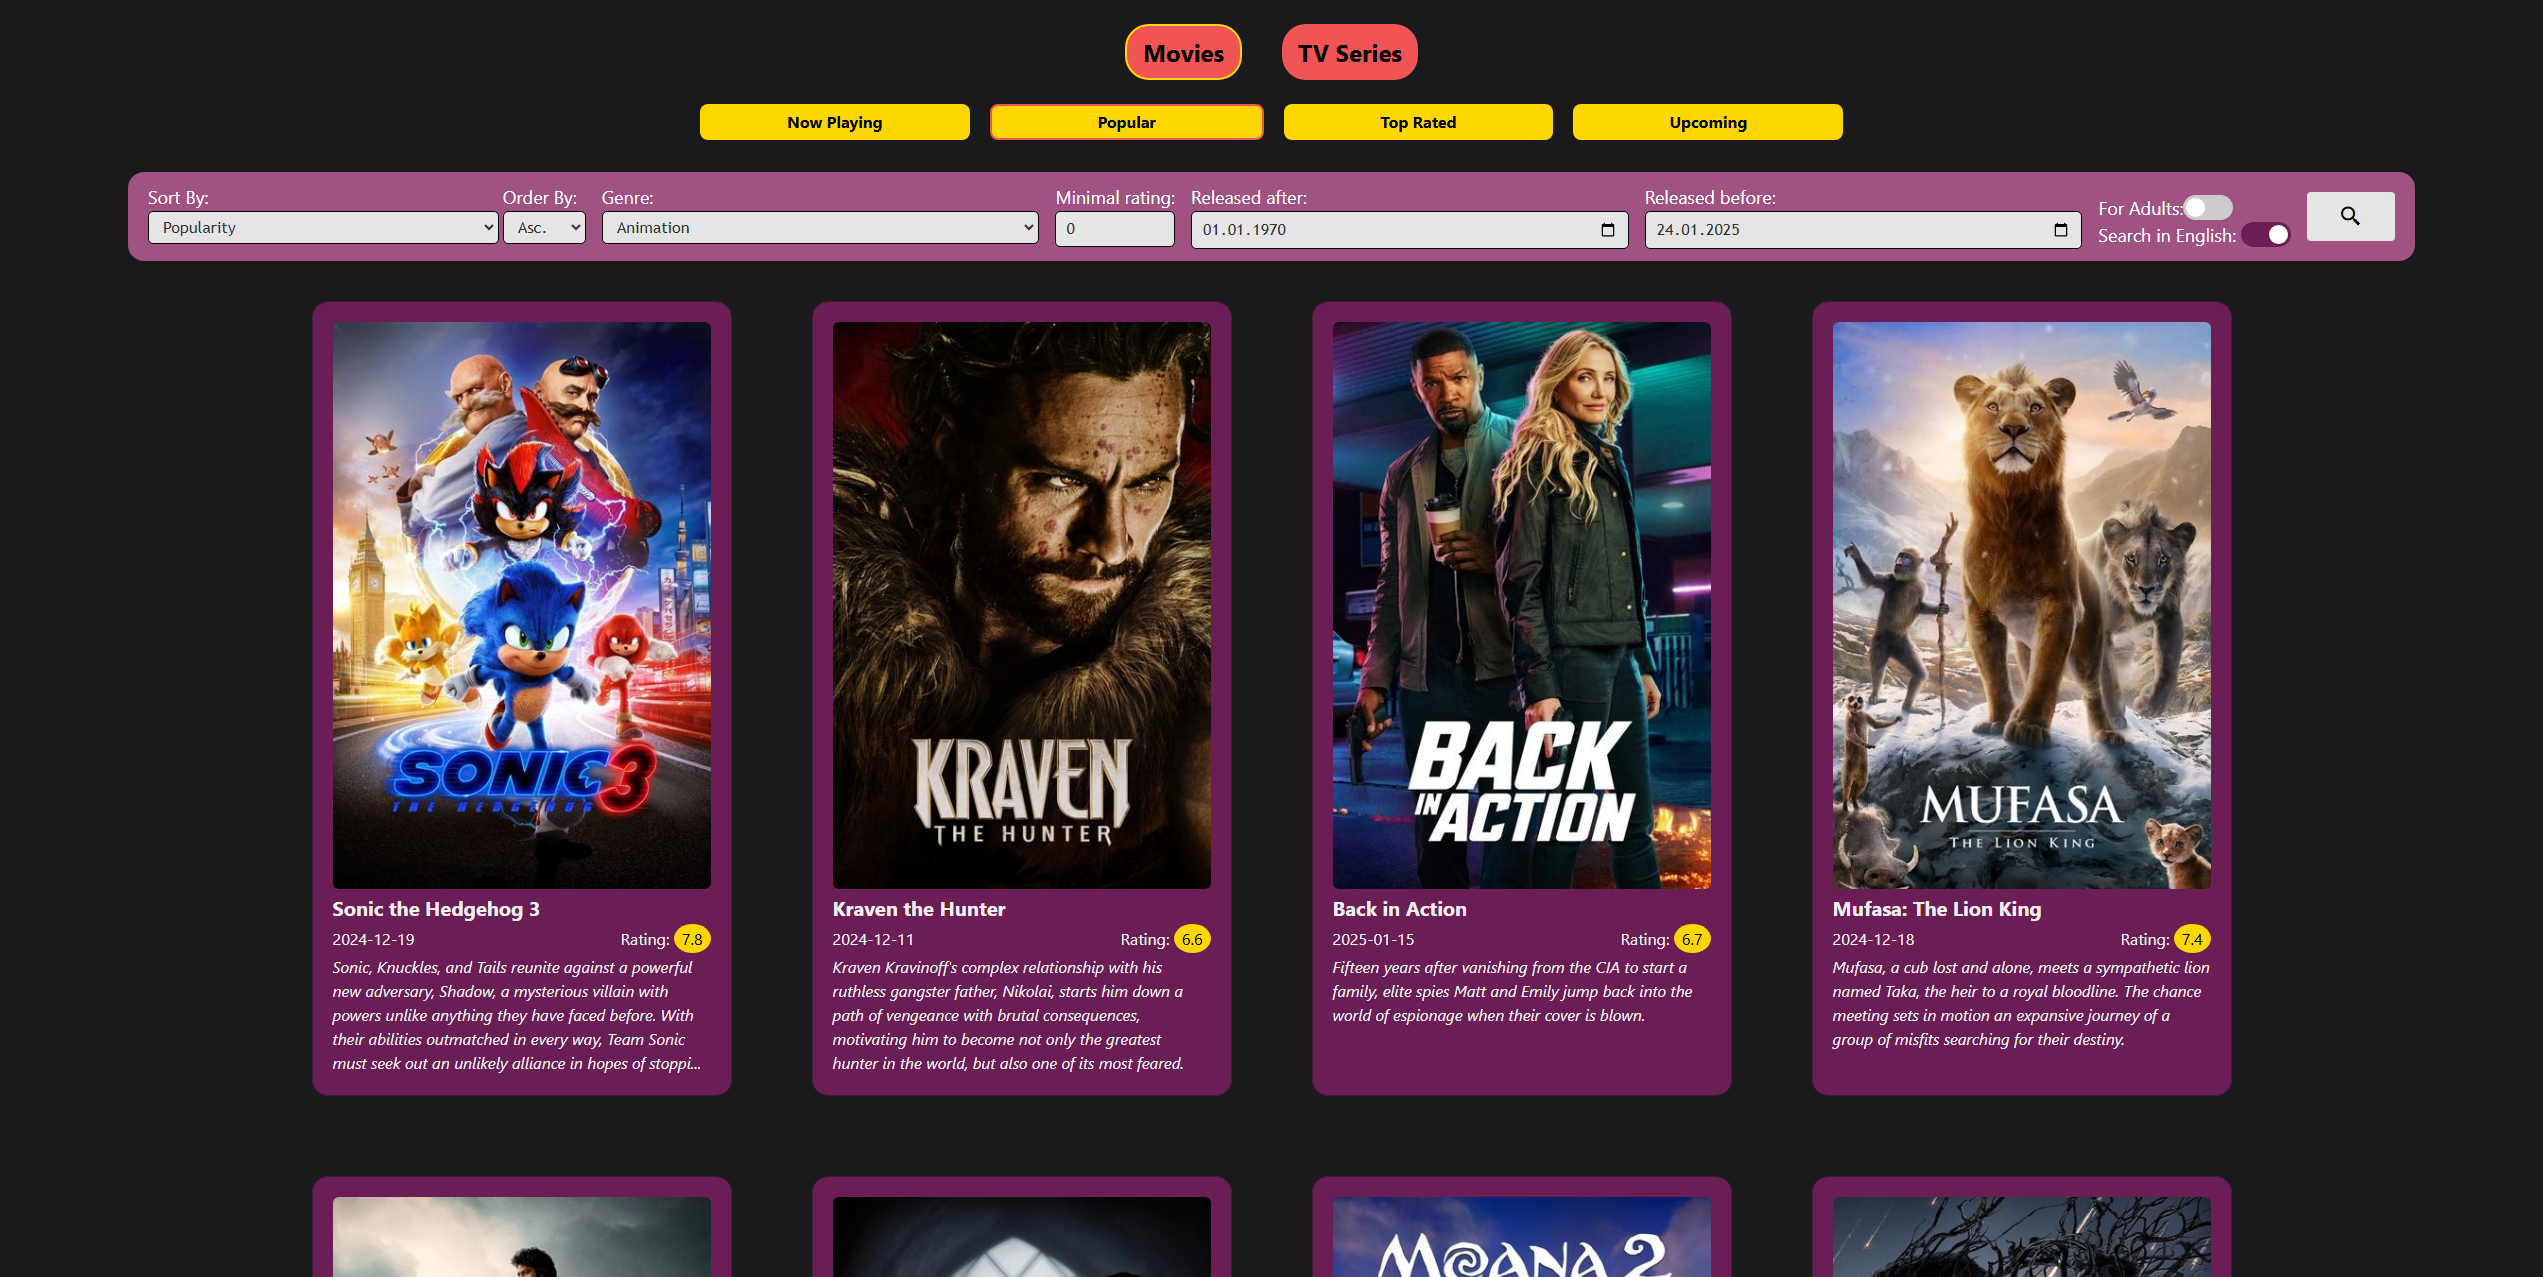 Movies
TV Series
Now Playing
Popular
Top Rated
Upcoming
Sort By:
Order By:
Genre:
Minimal rating:
Released after:
Released before:
For Adults:
Popularity
Asc.
Animation
0
01.01.1970
24.01.2025
Search in English:
SONIC 3
THE HEDGEHOG
KRAVEN
THE HUNTER
BACK
IN ACTION
MUFASA
THE LION KING
Sonic the Hedgehog 3
2024-12-19
Rating: 7.8
Sonic, Knuckles, and Tails reunite against a powerful
new adversary, Shadow, a mysterious villain with
powers unlike anything they have faced before. With
their abilities outmatched in every way, Team Sonic
must seek out an unlikely alliance in hopes of stoppi...
Kraven the Hunter
2024-12-11
Rating: 6.6
Kraven Kravinoff's complex relationship with his
ruthless gangster father, Nikolai, starts him down a
path of vengeance with brutal consequences,
motivating him to become not only the greatest
hunter in the world, but also one of its most feared.
Back in Action
2025-01-15
Rating: 6.7
Fifteen years after vanishing from the CIA to start a
family, elite spies Matt and Emily jump back into the
world of espionage when their cover is blown.
Mufasa: The Lion King
2024-12-18
Rating: 7.4
Mufasa, a cub lost and alone, meets a sympathetic lion
named Taka, the heir to a royal bloodline. The chance
meeting sets in motion an expansive journey of a
group of misfits searching for their destiny.
MOANA 2